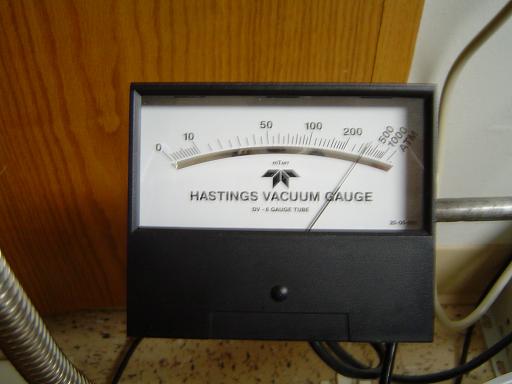 0 10 50 100 200 500 1000 ATM
mTORR
HASTINGS VACUUM GAUGE
DV - 6 GAUGE TUBE